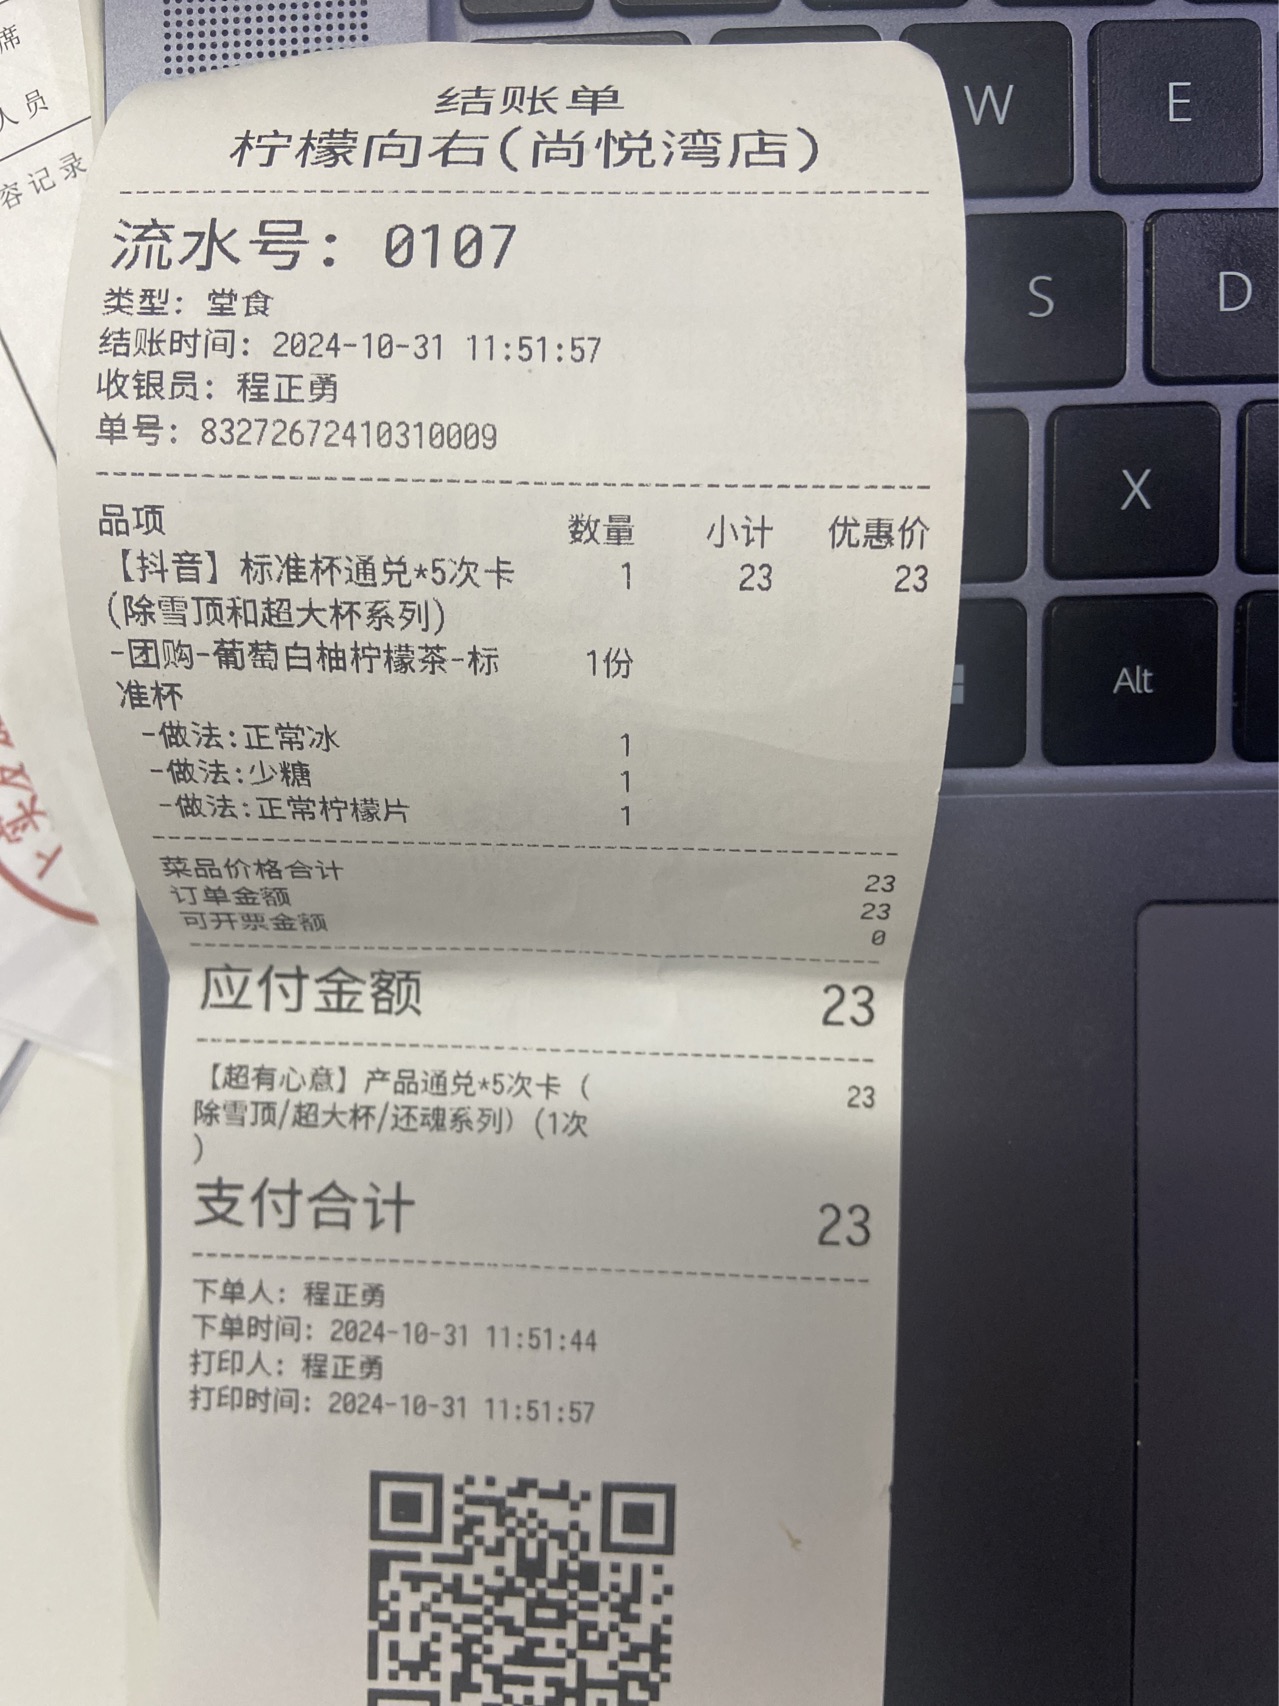 席
人员
容记录
结账单
柠檬向右(尚悦湾店)
流水号: 0107
类型: 堂食
结账时间: 2024-10-31 11:51:57
收银员: 程正勇
单号: 83272672410310009
品项 数量 小计 优惠价
【抖音】标准杯通兑*5次卡 1 23 23
(除雪顶和超大杯系列)
-团购-葡萄白柚柠檬茶-标 1份
准杯
-做法:正常冰 1
-做法:少糖 1
-做法:正常柠檬片 1
菜品价格合计 23
订单金额 23
可开票金额 0
应付金额 23
【超有心意】产品通兑*5次卡 ( 23
除雪顶/超大杯/还魂系列) (1次
)
支付合计 23
下单人: 程正勇
下单时间: 2024-10-31 11:51:44
打印人: 程正勇
打印时间: 2024-10-31 11:51:57
W
E
S
D
X
Alt